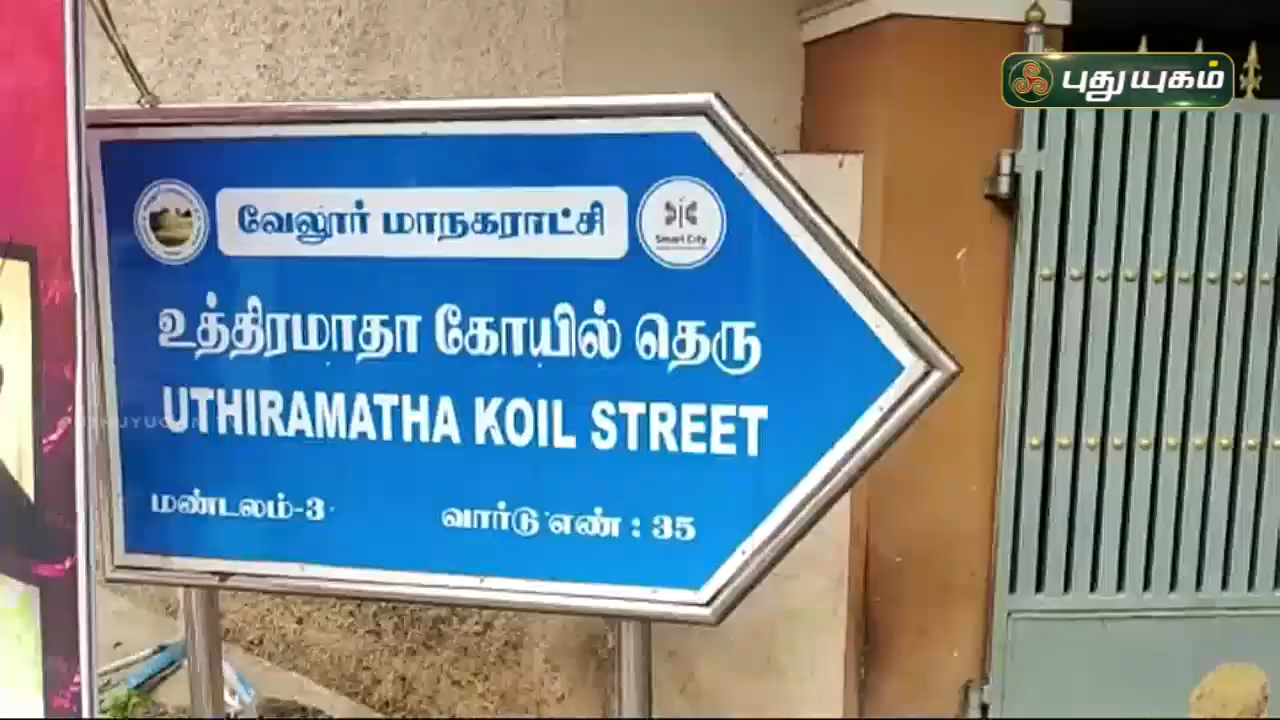 புதுயுகம்
வேலூர் மாநகராட்சி
Smart City
உத்திரமாதா கோயில் தெரு
UTHIRAMATHA KOIL STREET
மண்டலம்-3
வார்டு எண் : 35